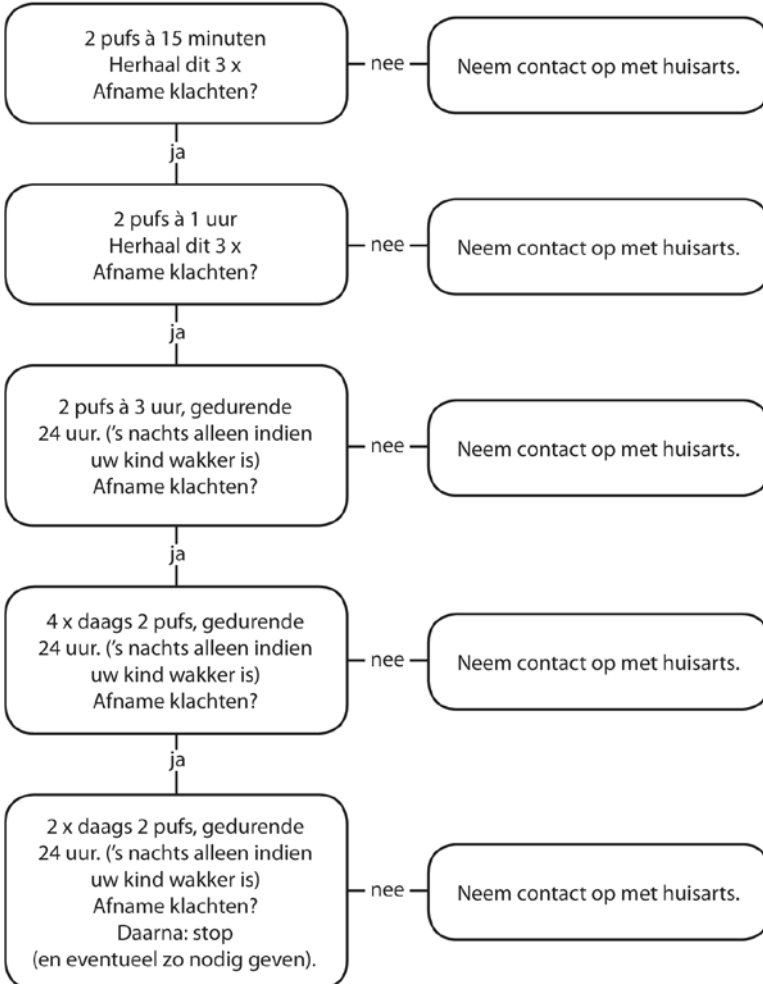 2 pufs à 15 minuten
Herhaal dit 3 x
Afname klachten?
nee
Neem contact op met huisarts.
ja
2 pufs à 1 uur
Herhaal dit 3 x
Afname klachten?
nee
Neem contact op met huisarts.
ja
2 pufs à 3 uur, gedurende
24 uur. ('s nachts alleen indien
uw kind wakker is)
Afname klachten?
nee
Neem contact op met huisarts.
ja
4 x daags 2 pufs, gedurende
24 uur. ('s nachts alleen indien
uw kind wakker is)
Afname klachten?
nee
Neem contact op met huisarts.
ja
2 x daags 2 pufs, gedurende
24 uur. ('s nachts alleen indien
uw kind wakker is)
Afname klachten?
Daarna: stop
(en eventueel zo nodig geven).
nee
Neem contact op met huisarts.